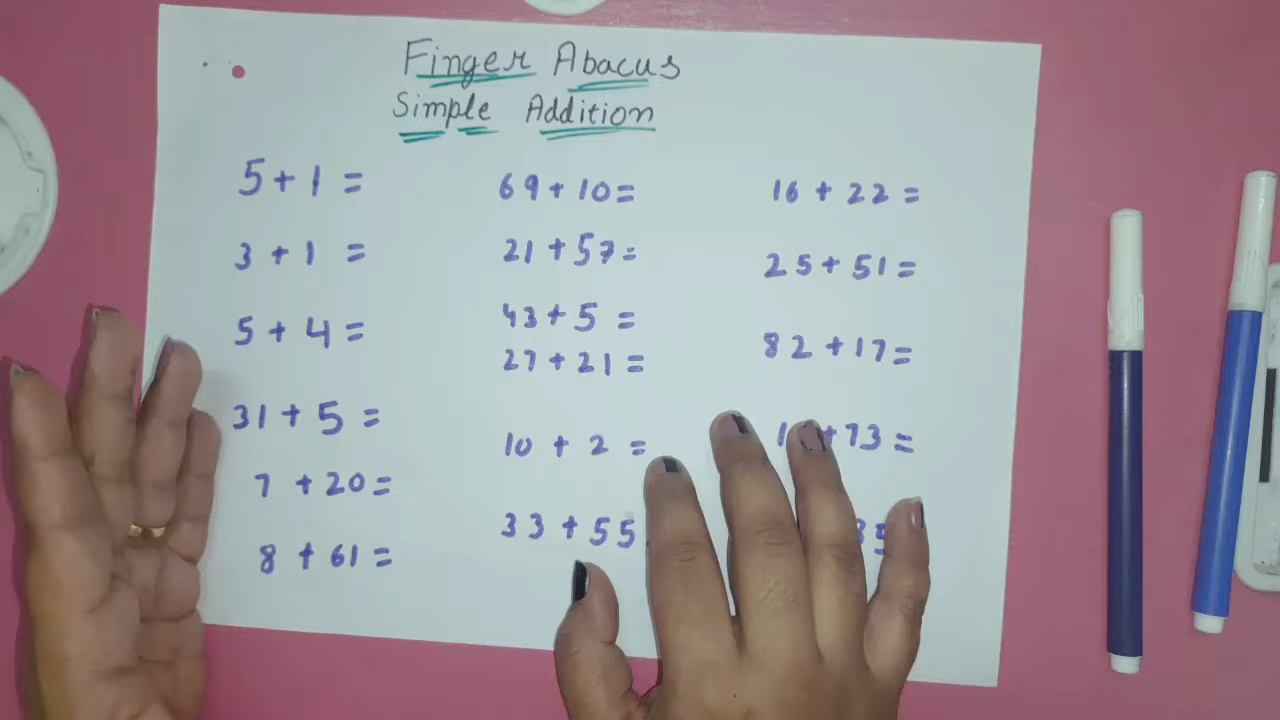 Finger Abacus
Simple Addition
5 + 1 =
3 + 1 =
5 + 4 =
31 + 5 =
7 + 20 =
8 + 61 =
69 + 10 =
21 + 57 =
43 + 5 =
27 + 21 =
10 + 2 =
33 + 55
16 + 22 =
25 + 51 =
82 + 17 =
+ 73 =